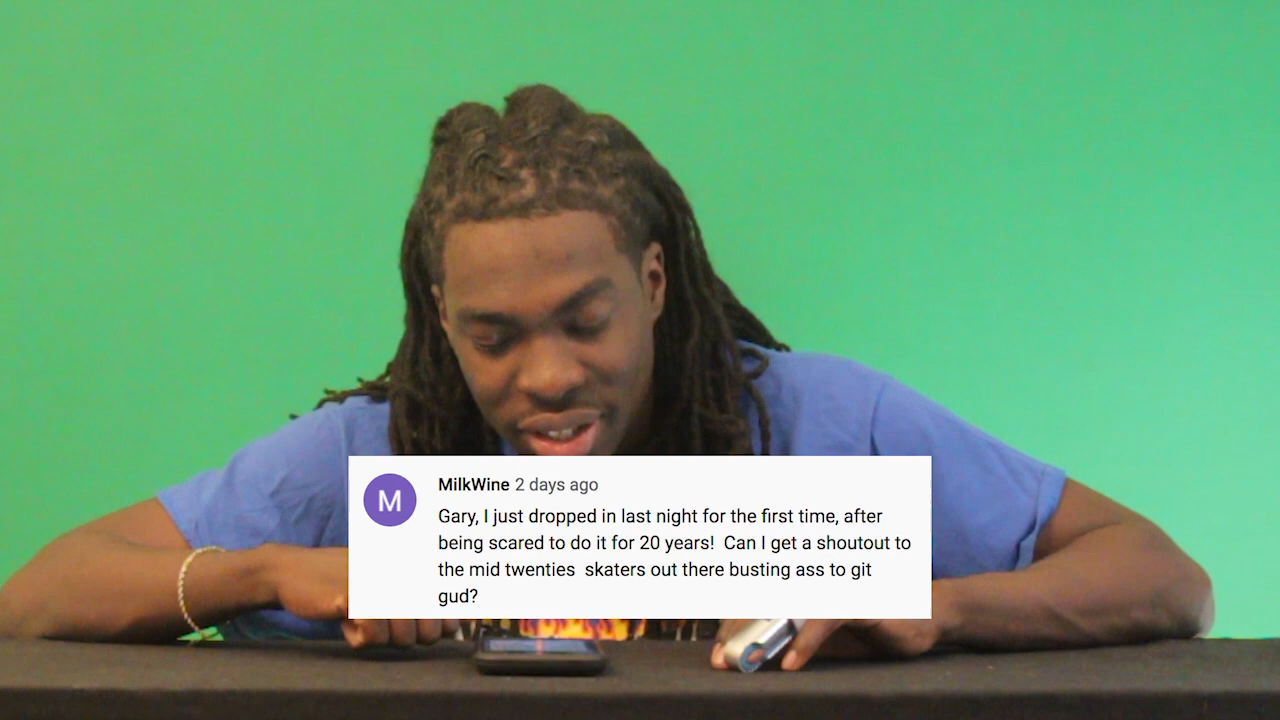 M
MilkWine 2 days ago
Gary, I just dropped in last night for the first time, after
being scared to do it for 20 years!  Can I get a shoutout to
the mid twenties  skaters out there busting ass to git
gud?